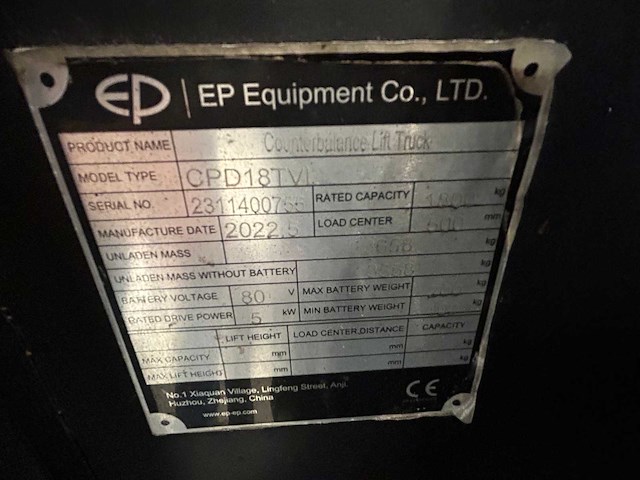 EP | EP Equipment Co., LTD.
PRODUCT NAME Counterbalance Lift Truck
MODEL TYPE CPD18TVL
SERIAL NO. RATED CAPACITY kg
MANUFACTURE DATE 2022.5 LOAD CENTER mm
UNLADEN MASS kg
UNLADEN MASS WITHOUT BATTERY kg
BATTERY VOLTAGE 80 V MAX BATTERY WEIGHT kg
RATED DRIVE POWER 5 kW MIN BATTERY WEIGHT kg
LIFT HEIGHT LOAD CENTER,DISTANCE CAPACITY
MAX CAPACITY mm mm kg
MAX LIFT HEIGHT mm mm kg
No.1 Xiaquan Village, Lingfeng Street, Anji,
Huzhou, Zhejiang, China
www.ep-ep.com
CE